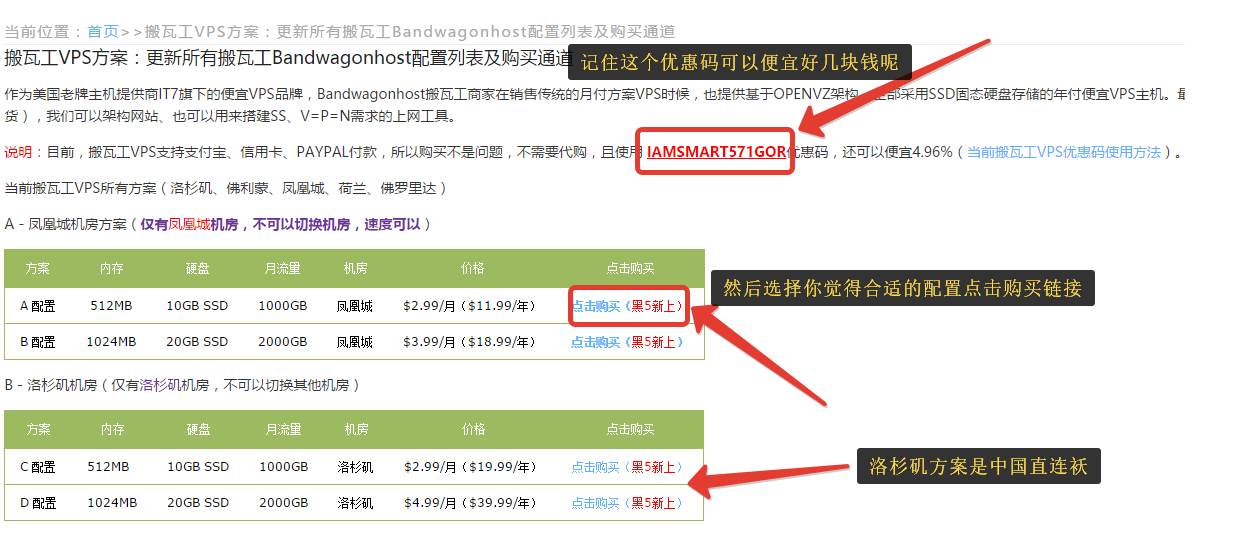 当前位置：首页>>搬瓦工VPS方案：更新所有搬瓦工Bandwagonhost配置列表及购买通道
搬瓦工VPS方案：更新所有搬瓦工Bandwagonhost配置列表及购买通道
记住这个优惠码可以便宜好几块钱呢
作为美国老牌主机提供商IT7旗下的便宜VPS品牌，Bandwagonhost搬瓦工商家在销售传统的月付方案VPS时候，也提供基于OPENVZ架构，全部采用SSD固态硬盘存储的年付便宜VPS主机。
货），我们可以架构网站、也可以用来搭建SS、V=P=N需求的上网工具。
说明：目前，搬瓦工VPS支持支付宝、信用卡、PAYPAL付款，所以购买不是问题，不需要代购，且使用 IAMSMART571GOR优惠码，还可以便宜4.96%（当前搬瓦工VPS优惠码使用方法）。
当前搬瓦工VPS所有方案（洛杉矶、佛利蒙、凤凰城、荷兰、佛罗里达）
A - 凤凰城机房方案（仅有凤凰城机房，不可以切换机房，速度可以）
方案 内存 硬盘 月流量 机房 价格 点击购买
然后选择你觉得合适的配置点击购买链接
A 配置 512MB 10GB SSD 1000GB 凤凰城 $2.99/月（$11.99/年） 点击购买（黑5新上）
B 配置 1024MB 20GB SSD 2000GB 凤凰城 $3.99/月（$18.99/年） 点击购买（黑5新上）
B - 洛杉矶机房（仅有洛杉矶机房，不可以切换其他机房）
方案 内存 硬盘 月流量 机房 价格 点击购买
C 配置 512MB 10GB SSD 1000GB 洛杉矶 $2.99/月（$19.99/年） 点击购买（黑5新上）
洛杉矶方案是中国直连袄
D 配置 1024MB 20GB SSD 2000GB 洛杉矶 $4.99/月（$39.99/年） 点击购买（黑5新上）